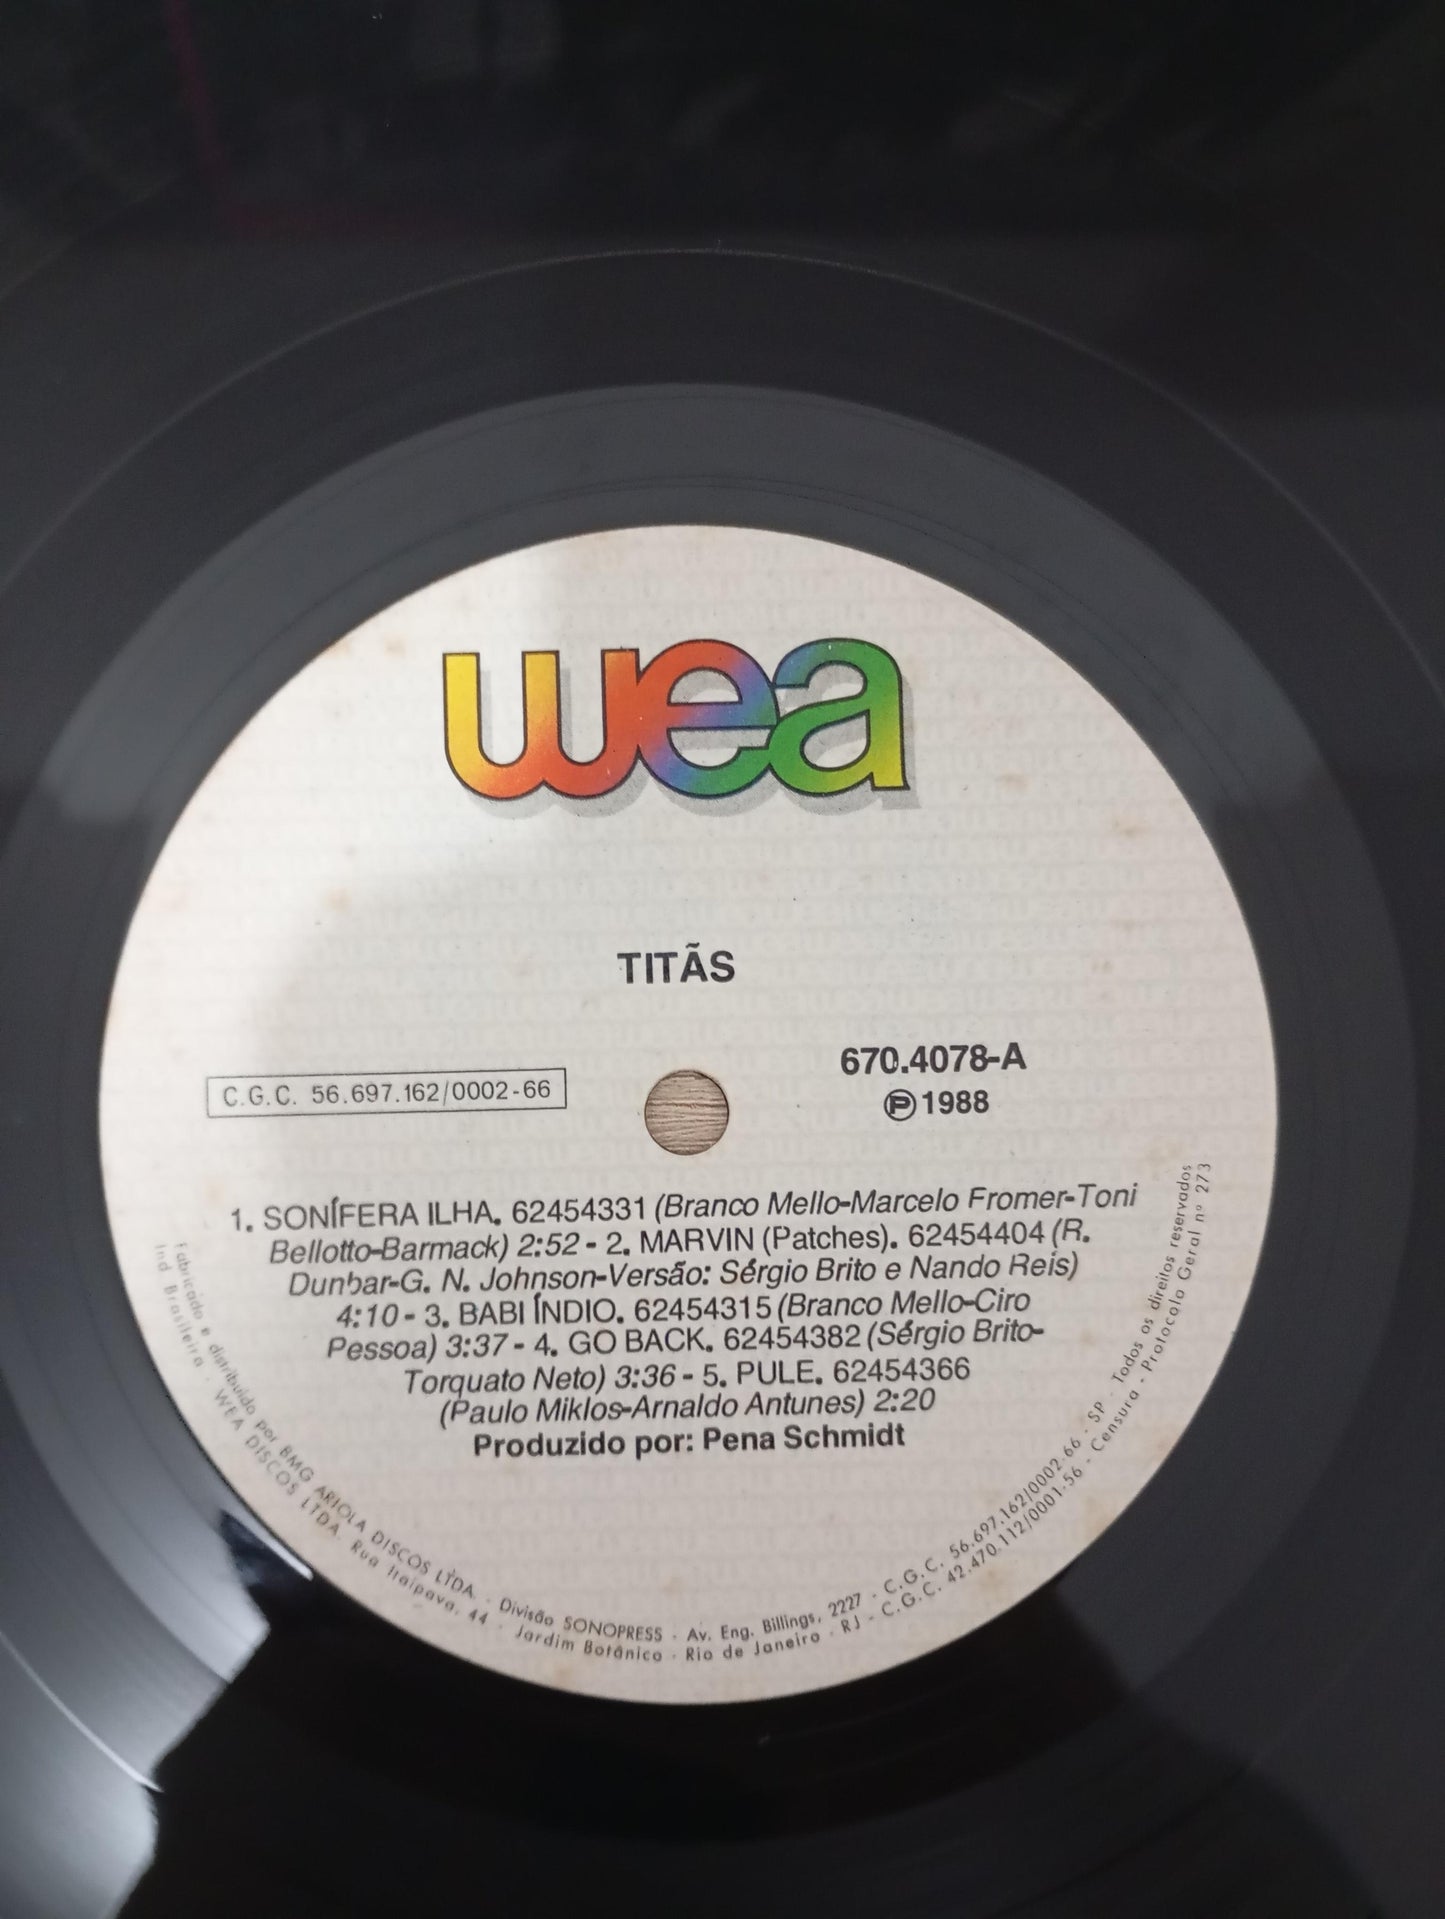 wea
TITÃS
670.4078-A
C.G.C. 56.697.162/0002-66
Ⓟ 1988
1. SONÍFERA ILHA. 62454331 (Branco Mello-Marcelo Fromer-Toni
Bellotto-Barmack) 2:52 - 2. MARVIN (Patches). 62454404 (R.
Dunbar-G. N. Johnson-Versão: Sérgio Brito e Nando Reis)
4:10 - 3. BABI ÍNDIO. 62454315 (Branco Mello-Ciro
Pessoa) 3:37 - 4. GO BACK. 62454382 (Sérgio Brito-
Torquato Neto) 3:36 - 5. PULE. 62454366
(Paulo Miklos-Arnaldo Antunes) 2:20
Produzido por: Pena Schmidt
Fabricado e distribuído por BMG ARIOLA DISCOS LTDA. - Divisão SONOPRESS - Av. Eng. Billings, 2227 - C.G.C. 56.697.162/0002-66 - SP - Todos os direitos reservados
Ind. Brasileira - WEA DISCOS LTDA. Rua Itaipava, 44 - Jardim Botânico - Rio de Janeiro - RJ - C.G.C. 42.470.112/0001-56 - Censura - Protocolo Geral nº 273